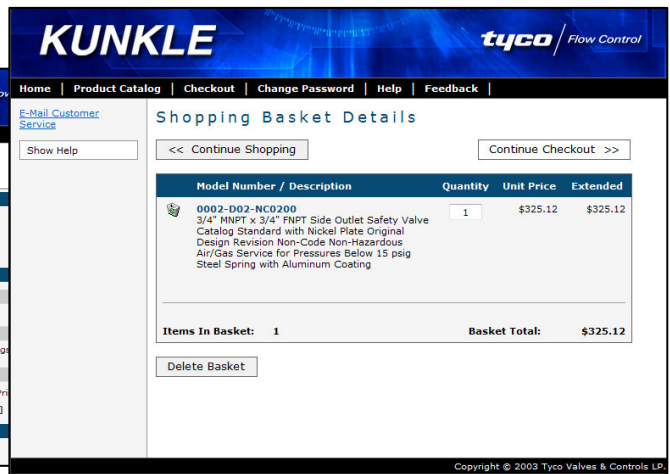 KUNKLE
tyco / Flow Control
Home | Product Catalog | Checkout | Change Password | Help | Feedback |
E-Mail Customer
Service
Show Help
Shopping Basket Details
<< Continue Shopping
Continue Checkout >>
Model Number / Description Quantity Unit Price Extended
0002-D02-NC0200 1 $325.12 $325.12
3/4" MNPT x 3/4" FNPT Side Outlet Safety Valve
Catalog Standard with Nickel Plate Original
Design Revision Non-Code Non-Hazardous
Air/Gas Service for Pressures Below 15 psig
Steel Spring with Aluminum Coating
Items In Basket: 1 Basket Total: $325.12
Delete Basket
Copyright © 2003 Tyco Valves & Controls LP.